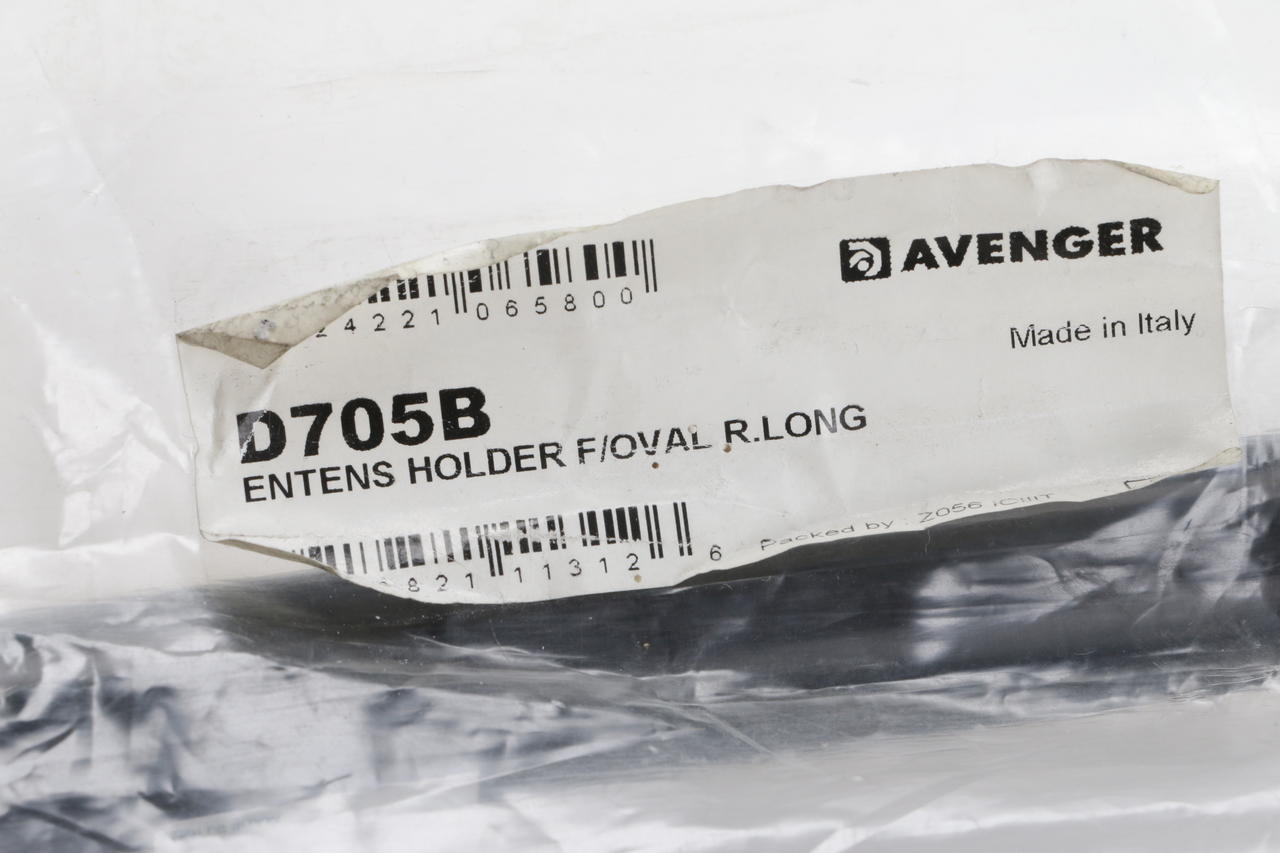 24221 065800
AVENGER
Made in Italy
D705B
ENTENS HOLDER F/OVAL R.LONG
821 11312 6
Packed by : Z056